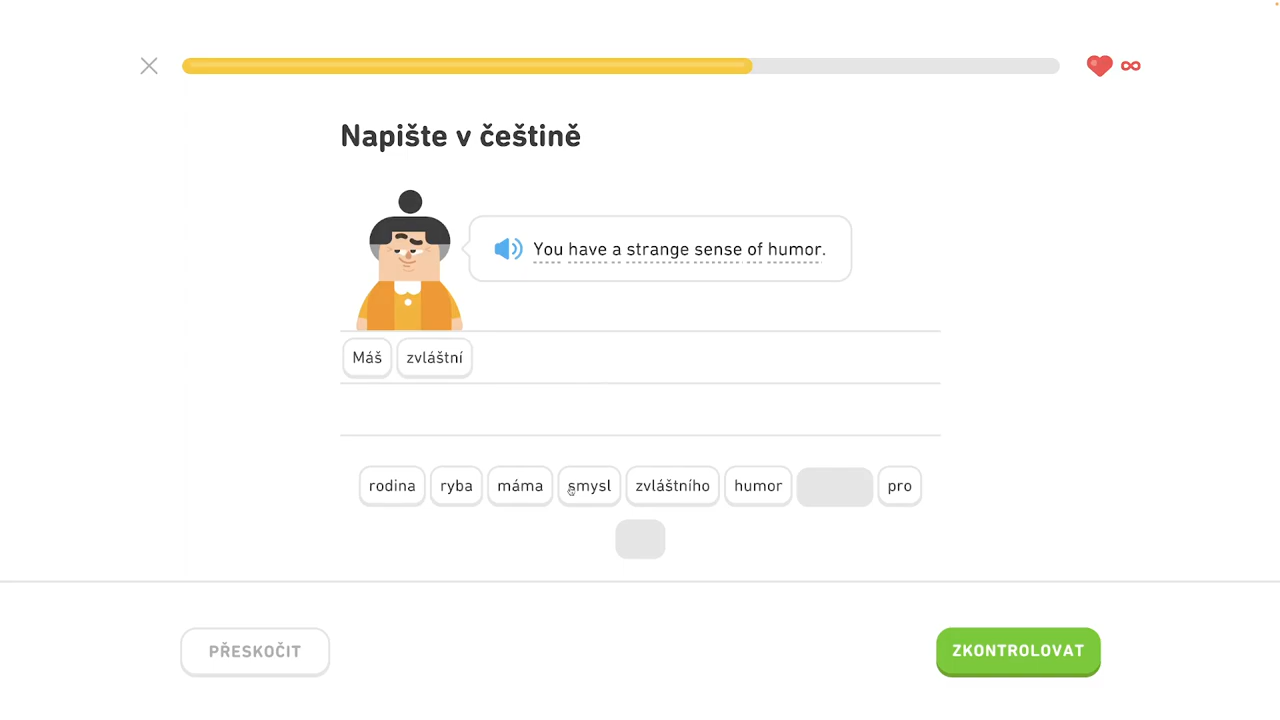 Napište v češtině
You have a strange sense of humor.
Máš zvláštní
rodina ryba máma smysl zvláštního humor pro
PŘESKOČIT ZKONTROLOVAT